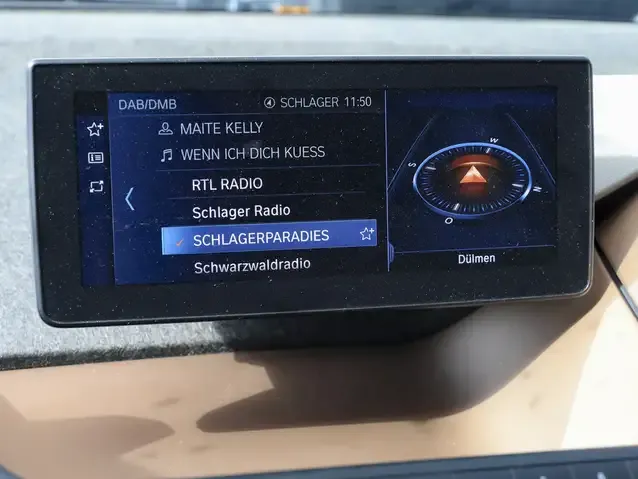 DAB/DMB
SCHLAGER 11:50
MAITE KELLY
WENN ICH DICH KUESS
RTL RADIO
Schlager Radio
SCHLAGERPARADIES
Schwarzwaldradio
W
S
N
O
Dülmen